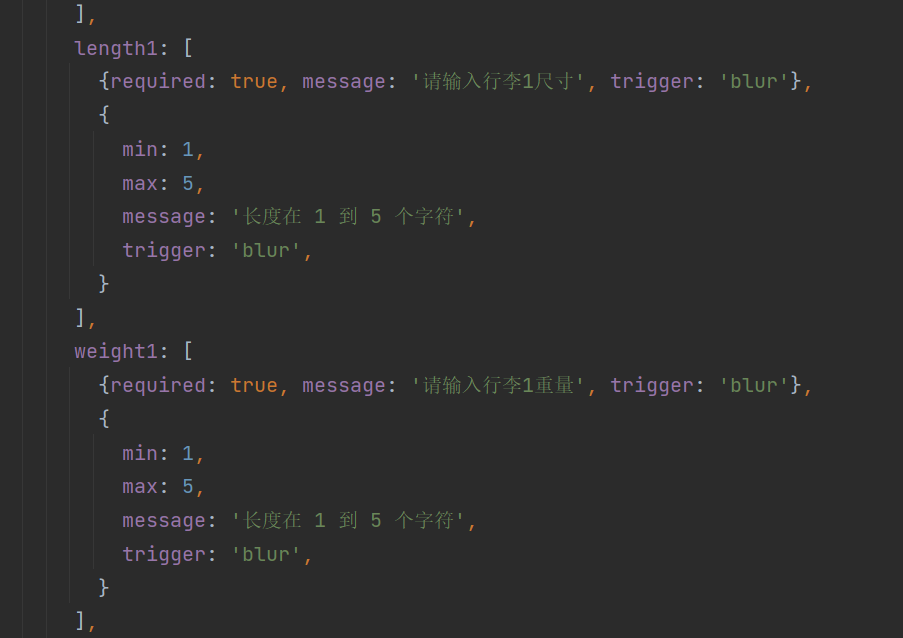 ],
length1: [
{required: true, message: '请输入行李1尺寸', trigger: 'blur'},
{
min: 1,
max: 5,
message: '长度在 1 到 5 个字符',
trigger: 'blur',
}
],
weight1: [
{required: true, message: '请输入行李1重量', trigger: 'blur'},
{
min: 1,
max: 5,
message: '长度在 1 到 5 个字符',
trigger: 'blur',
}
],